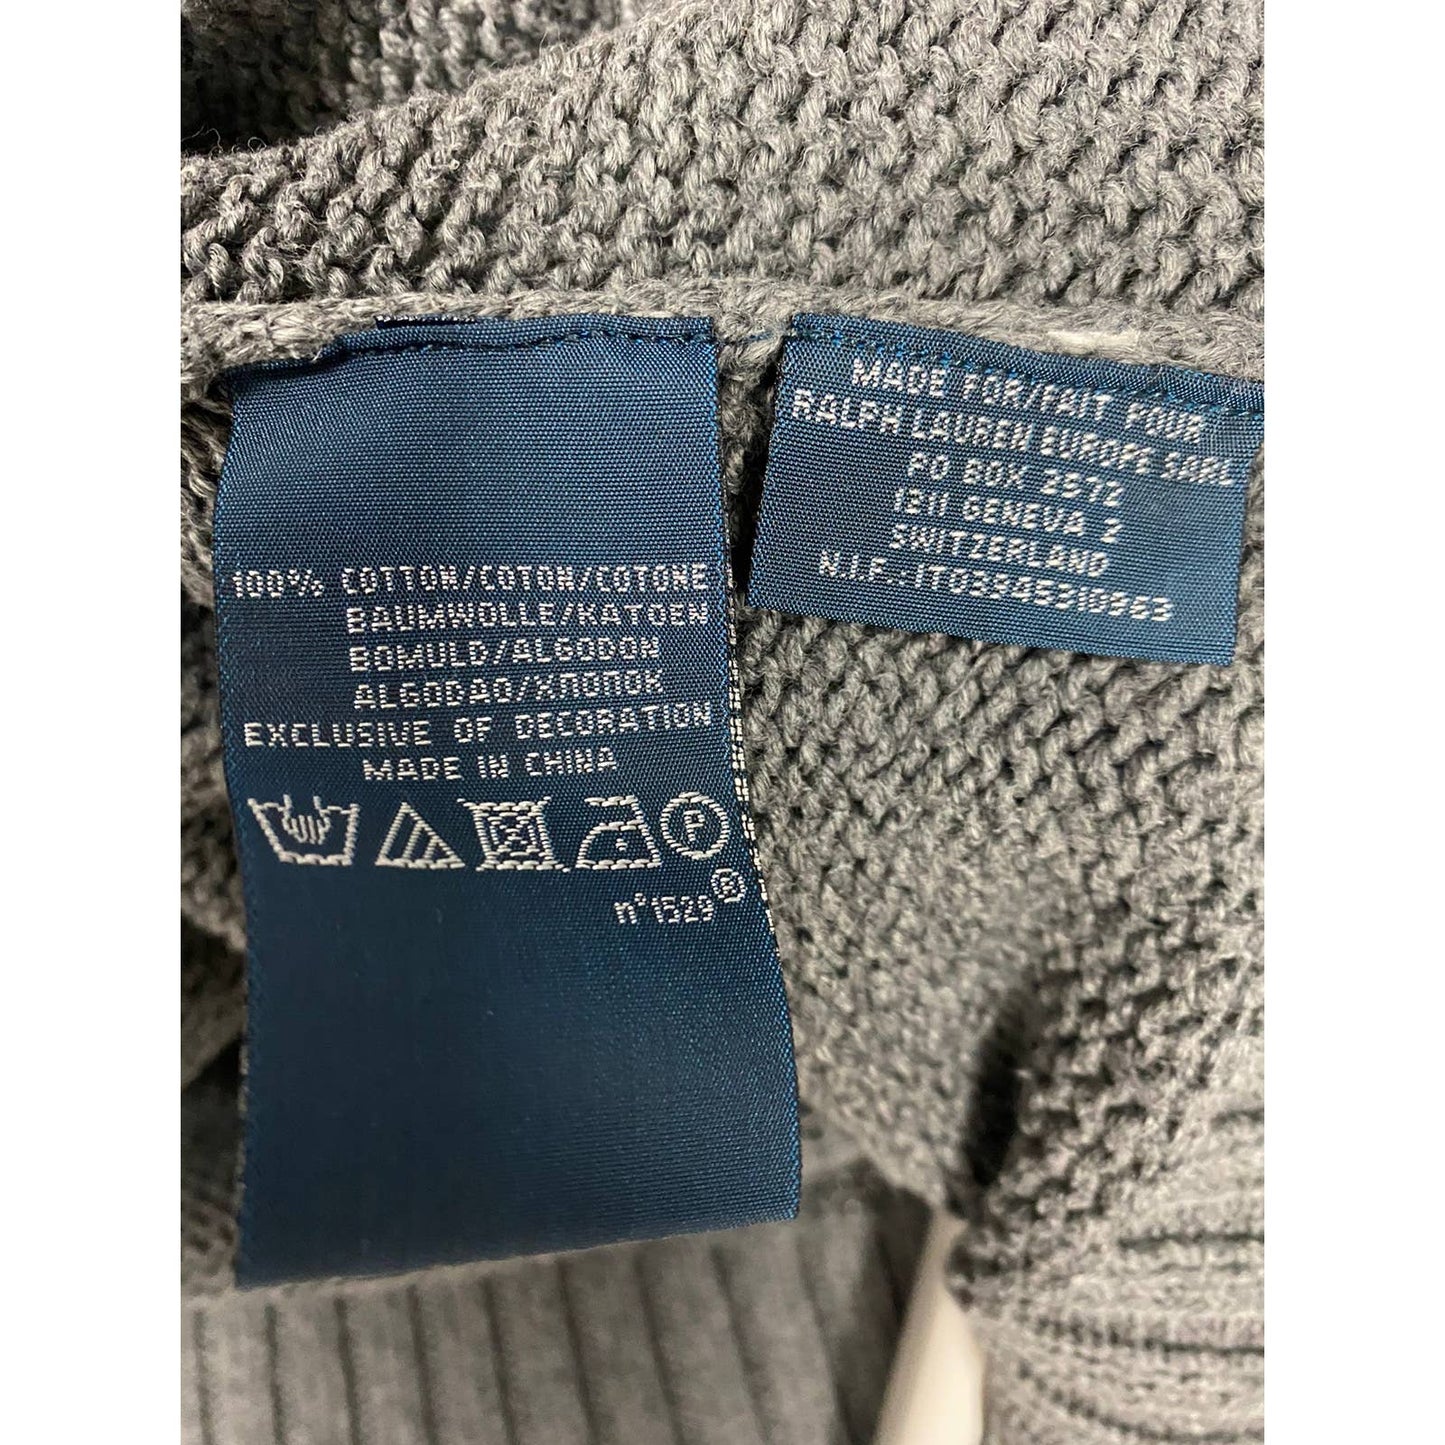 100% COTTON/COTON/COTONE
BAUMWOLLE/KATOEN
BOMULD/ALGODON
ALGODAO/ХЛОПОК
EXCLUSIVE OF DECORATION
MADE IN CHINA
P
n°1529
MADE FOR/FAIT POUR
RALPH LAUREN EUROPE SARL
PO BOX 2872
1311 GENEVA 2
SWITZERLAND
N.I.F.: